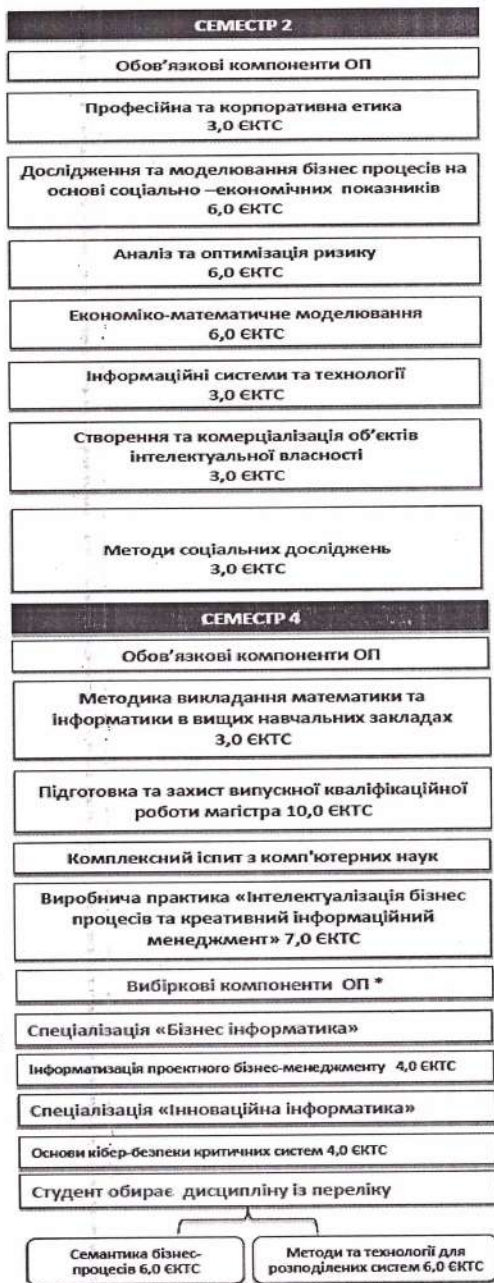 СЕМЕСТР 2
Обов'язкові компоненти ОП
Професійна та корпоративна етика
3,0 ЄКТС
Дослідження та моделювання бізнес процесів на
основі соціально –економічних показників
6,0 ЄКТС
Аналіз та оптимізація ризику
6,0 ЄКТС
Економіко-математичне моделювання
6,0 ЄКТС
Інформаційні системи та технології
3,0 ЄКТС
Створення та комерціалізація об'єктів
інтелектуальної власності
3,0 ЄКТС
Методи соціальних досліджень
3,0 ЄКТС
СЕМЕСТР 4
Обов'язкові компоненти ОП
Методика викладання математики та
інформатики в вищих навчальних закладах
3,0 ЄКТС
Підготовка та захист випускної кваліфікаційної
роботи магістра 10,0 ЄКТС
Комплексний іспит з комп'ютерних наук
Виробнича практика «Інтелектуалізація бізнес
процесів та креативний інформаційний
менеджмент» 7,0 ЄКТС
Вибіркові компоненти ОП *
Спеціалізація «Бізнес інформатика»
Інформатизація проектного бізнес-менеджменту 4,0 ЄКТС
Спеціалізація «Інноваційна інформатика»
Основи кібер-безпеки критичних систем 4,0 ЄКТС
Студент обирає дисципліну із переліку
Семантика бізнес-
процесів 6,0 ЄКТС
Методи та технології для
розподілених систем 6,0 ЄКТС